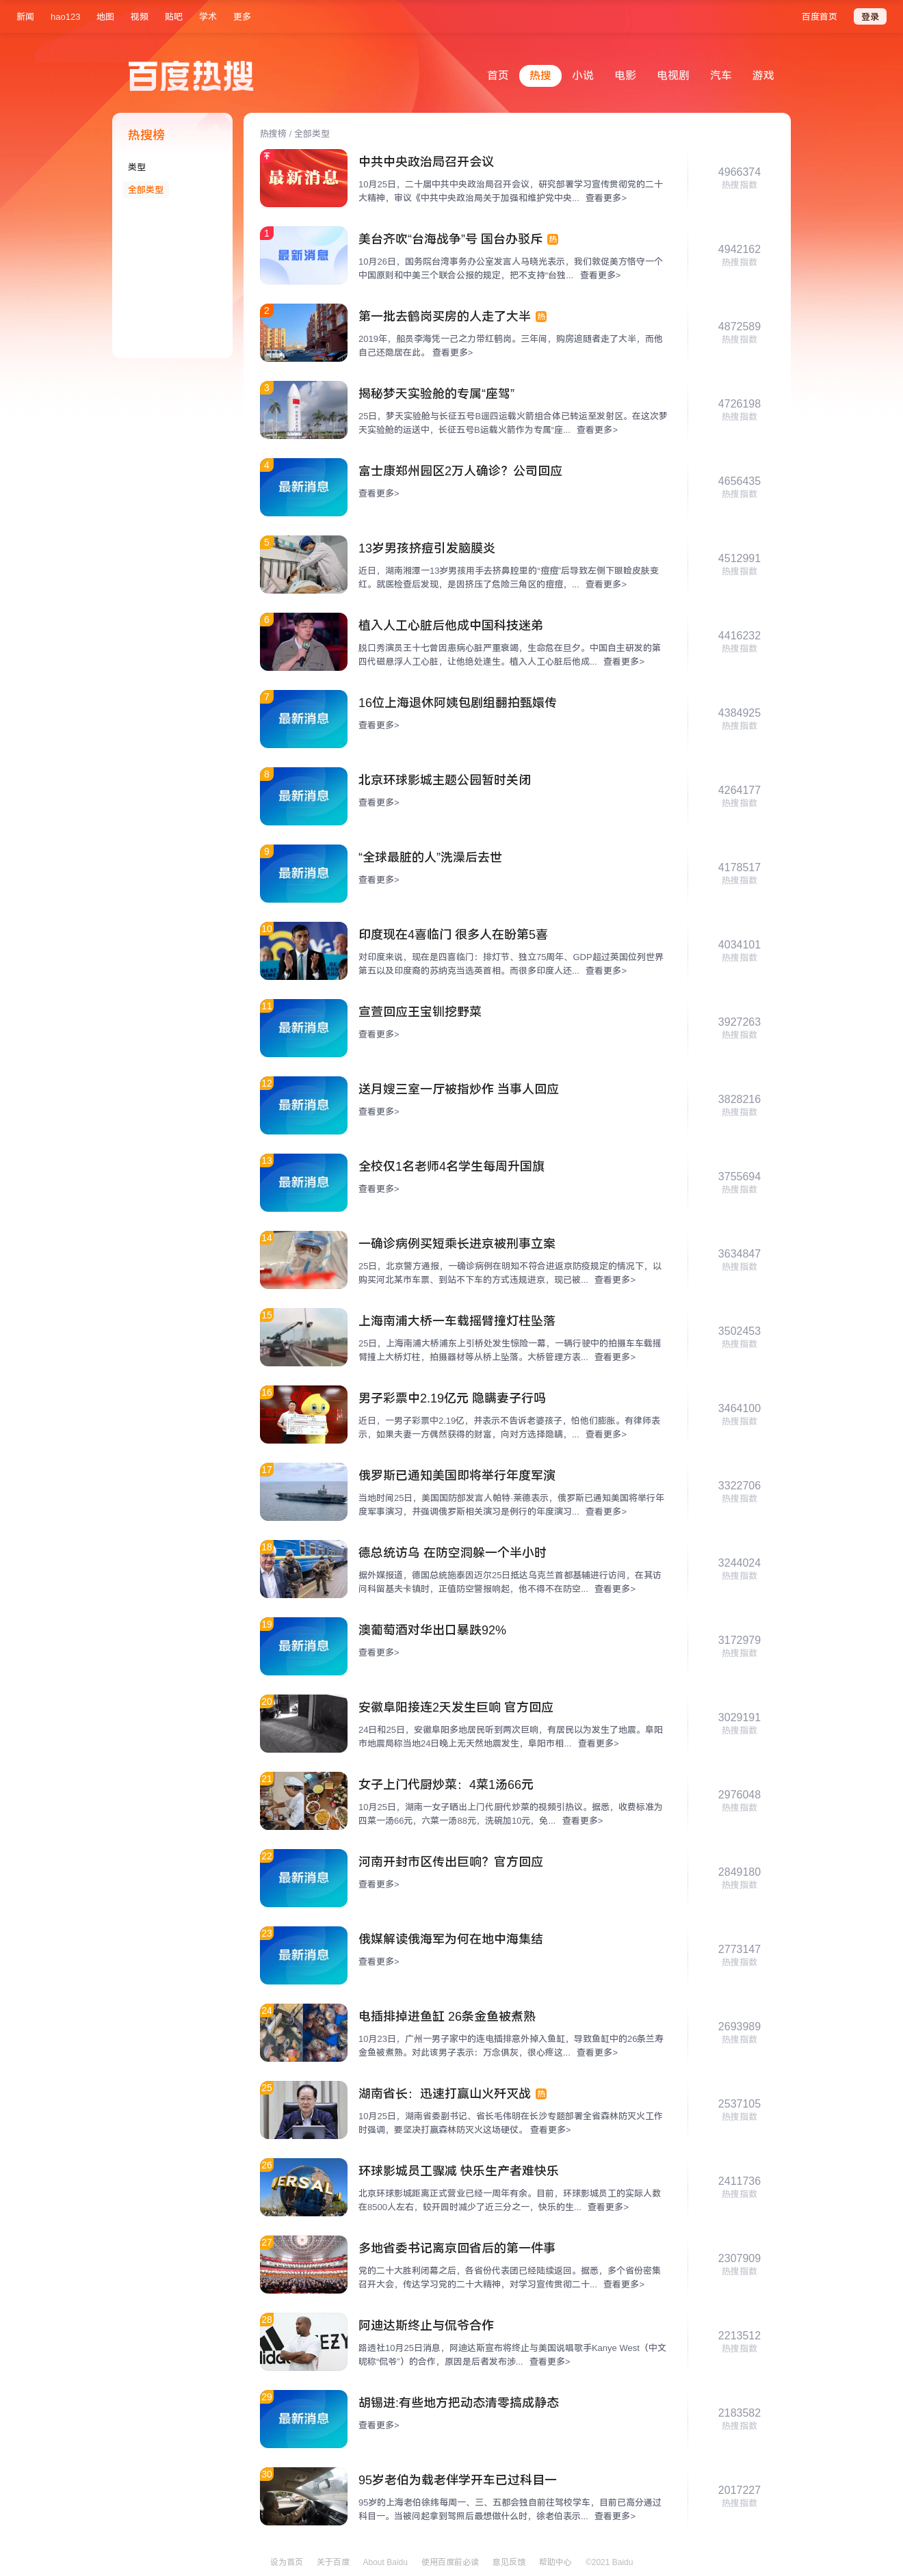 新闻 hao123 地图 视频 贴吧 学术 更多 百度首页 登录
百度热搜
首页 热搜 小说 电影 电视剧 汽车 游戏
热搜榜
类型
全部类型
热搜榜 / 全部类型
最新消息
中共中央政治局召开会议
10月25日，二十届中共中央政治局召开会议，研究部署学习宣传贯彻党的二十
大精神，审议《中共中央政治局关于加强和维护党中央... 查看更多>
4966374
热搜指数
1
最新消息
美台齐吹“台海战争”号 国台办驳斥 热
10月26日，国务院台湾事务办公室发言人马晓光表示，我们敦促美方恪守一个
中国原则和中美三个联合公报的规定，把不支持“台独... 查看更多>
4942162
热搜指数
2
第一批去鹤岗买房的人走了大半 热
2019年，船员李海凭一己之力带红鹤岗。三年间，购房追随者走了大半，而他
自己还隐居在此。 查看更多>
4872589
热搜指数
3
揭秘梦天实验舱的专属“座驾”
25日，梦天实验舱与长征五号B遥四运载火箭组合体已转运至发射区。在这次梦
天实验舱的运送中，长征五号B运载火箭作为专属“座... 查看更多>
4726198
热搜指数
4
最新消息
富士康郑州园区2万人确诊？公司回应
查看更多>
4656435
热搜指数
5
13岁男孩挤痘引发脑膜炎
近日，湖南湘潭一13岁男孩用手去挤鼻腔里的“痘痘”后导致左侧下眼睑皮肤变
红。就医检查后发现，是因挤压了危险三角区的痘痘，... 查看更多>
4512991
热搜指数
6
植入人工心脏后他成中国科技迷弟
脱口秀演员王十七曾因患病心脏严重衰竭，生命危在旦夕。中国自主研发的第
四代磁悬浮人工心脏，让他绝处逢生。植入人工心脏后他成... 查看更多>
4416232
热搜指数
7
最新消息
16位上海退休阿姨包剧组翻拍甄嬛传
查看更多>
4384925
热搜指数
8
最新消息
北京环球影城主题公园暂时关闭
查看更多>
4264177
热搜指数
9
最新消息
“全球最脏的人”洗澡后去世
查看更多>
4178517
热搜指数
10
印度现在4喜临门 很多人在盼第5喜
对印度来说，现在是四喜临门：排灯节、独立75周年、GDP超过英国位列世界
第五以及印度裔的苏纳克当选英首相。而很多印度人还... 查看更多>
4034101
热搜指数
11
最新消息
宣萱回应王宝钏挖野菜
查看更多>
3927263
热搜指数
12
最新消息
送月嫂三室一厅被指炒作 当事人回应
查看更多>
3828216
热搜指数
13
最新消息
全校仅1名老师4名学生每周升国旗
查看更多>
3755694
热搜指数
14
一确诊病例买短乘长进京被刑事立案
25日，北京警方通报，一确诊病例在明知不符合进返京防疫规定的情况下，以
购买河北某市车票、到站不下车的方式违规进京，现已被... 查看更多>
3634847
热搜指数
15
上海南浦大桥一车载摇臂撞灯柱坠落
25日，上海南浦大桥浦东上引桥处发生惊险一幕，一辆行驶中的拍摄车车载摇
臂撞上大桥灯柱，拍摄器材等从桥上坠落。大桥管理方表... 查看更多>
3502453
热搜指数
16
男子彩票中2.19亿元 隐瞒妻子行吗
近日，一男子彩票中2.19亿，并表示不告诉老婆孩子，怕他们膨胀。有律师表
示，如果夫妻一方偶然获得的财富，向对方选择隐瞒，... 查看更多>
3464100
热搜指数
17
俄罗斯已通知美国即将举行年度军演
当地时间25日，美国国防部发言人帕特·莱德表示，俄罗斯已通知美国将举行年
度军事演习，并强调俄罗斯相关演习是例行的年度演习... 查看更多>
3322706
热搜指数
18
德总统访乌 在防空洞躲一个半小时
据外媒报道，德国总统施泰因迈尔25日抵达乌克兰首都基辅进行访问，在其访
问科留基夫卡镇时，正值防空警报响起，他不得不在防空... 查看更多>
3244024
热搜指数
19
最新消息
澳葡萄酒对华出口暴跌92%
查看更多>
3172979
热搜指数
20
安徽阜阳接连2天发生巨响 官方回应
24日和25日，安徽阜阳多地居民听到两次巨响，有居民以为发生了地震。阜阳
市地震局称当地24日晚上无天然地震发生，阜阳市相... 查看更多>
3029191
热搜指数
21
女子上门代厨炒菜：4菜1汤66元
10月25日，湖南一女子晒出上门代厨代炒菜的视频引热议。据悉，收费标准为
四菜一汤66元，六菜一汤88元，洗碗加10元，免... 查看更多>
2976048
热搜指数
22
最新消息
河南开封市区传出巨响？官方回应
查看更多>
2849180
热搜指数
23
最新消息
俄媒解读俄海军为何在地中海集结
查看更多>
2773147
热搜指数
24
电插排掉进鱼缸 26条金鱼被煮熟
10月23日，广州一男子家中的连电插排意外掉入鱼缸，导致鱼缸中的26条兰寿
金鱼被煮熟。对此该男子表示：万念俱灰，很心疼这... 查看更多>
2693989
热搜指数
25
湖南省长：迅速打赢山火歼灭战 热
10月25日，湖南省委副书记、省长毛伟明在长沙专题部署全省森林防灭火工作
时强调，要坚决打赢森林防灭火这场硬仗。 查看更多>
2537105
热搜指数
26
ERSAL
环球影城员工骤减 快乐生产者难快乐
北京环球影城距离正式营业已经一周年有余。目前，环球影城员工的实际人数
在8500人左右，较开园时减少了近三分之一，快乐的生... 查看更多>
2411736
热搜指数
27
多地省委书记离京回省后的第一件事
党的二十大胜利闭幕之后，各省份代表团已经陆续返回。据悉，多个省份密集
召开大会，传达学习党的二十大精神，对学习宣传贯彻二十... 查看更多>
2307909
热搜指数
28
阿迪达斯终止与侃爷合作
路透社10月25日消息，阿迪达斯宣布将终止与美国说唱歌手Kanye West（中文
昵称“侃爷”）的合作，原因是后者发布涉... 查看更多>
2213512
热搜指数
29
最新消息
胡锡进:有些地方把动态清零搞成静态
查看更多>
2183582
热搜指数
30
95岁老伯为载老伴学开车已过科目一
95岁的上海老伯徐纬每周一、三、五都会独自前往驾校学车，目前已高分通过
科目一。当被问起拿到驾照后最想做什么时，徐老伯表示... 查看更多>
2017227
热搜指数
设为首页 关于百度 About Baidu 使用百度前必读 意见反馈 帮助中心 ©2021 Baidu